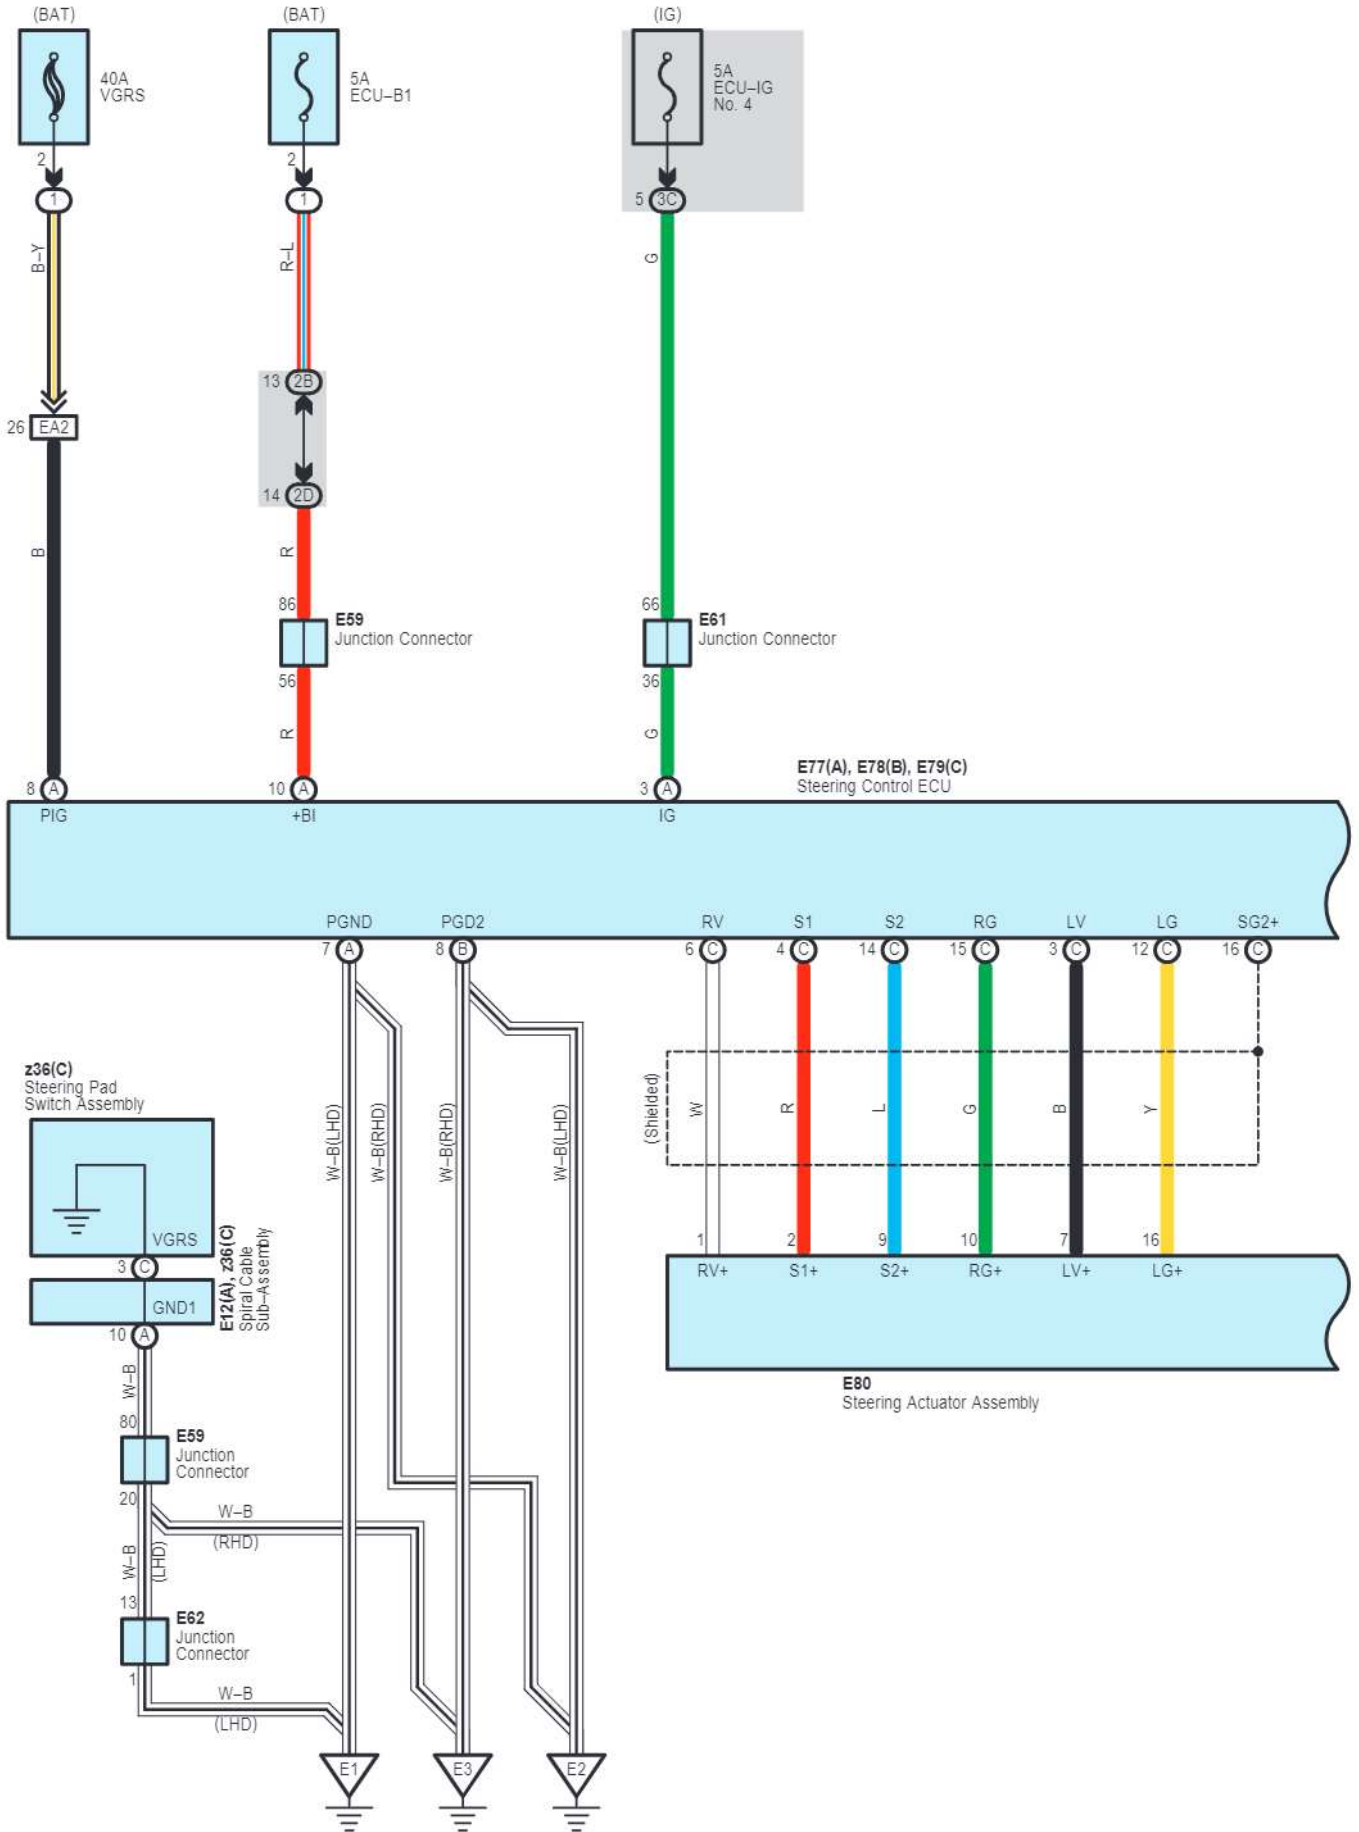 (BAT)
(BAT)
(IG)
40A
VGRS
5A
ECU–B1
5A
ECU–IG
No. 4
2
2
1
1
5 3C
B–Y
R–L
G
13 2B
26 EA2
14 2D
B
R
86
E59
Junction Connector
66
E61
Junction Connector
56
36
R
G
E77(A), E78(B), E79(C)
Steering Control ECU
8 A
10 A
3 A
PIG
+BI
IG
PGND
PGD2
RV
S1
S2
RG
LV
LG
SG2+
7 A
8 B
6 C
4 C
14 C
15 C
3 C
12 C
16 C
z36(C)
Steering Pad
Switch Assembly
W–B(LHD)
W–B(RHD)
W–B(RHD)
W–B(LHD)
(Shielded)
W
R
L
G
B
Y
VGRS
3 C
GND1
10 A
E12(A), z36(C)
Spiral Cable
Sub–Assembly
1
2
9
10
7
16
RV+
S1+
S2+
RG+
LV+
LG+
E80
Steering Actuator Assembly
W–B
80
E59
Junction
Connector
20
W–B
(RHD)
W–B
(LHD)
13
E62
Junction
Connector
1
W–B
(LHD)
E1
E3
E2